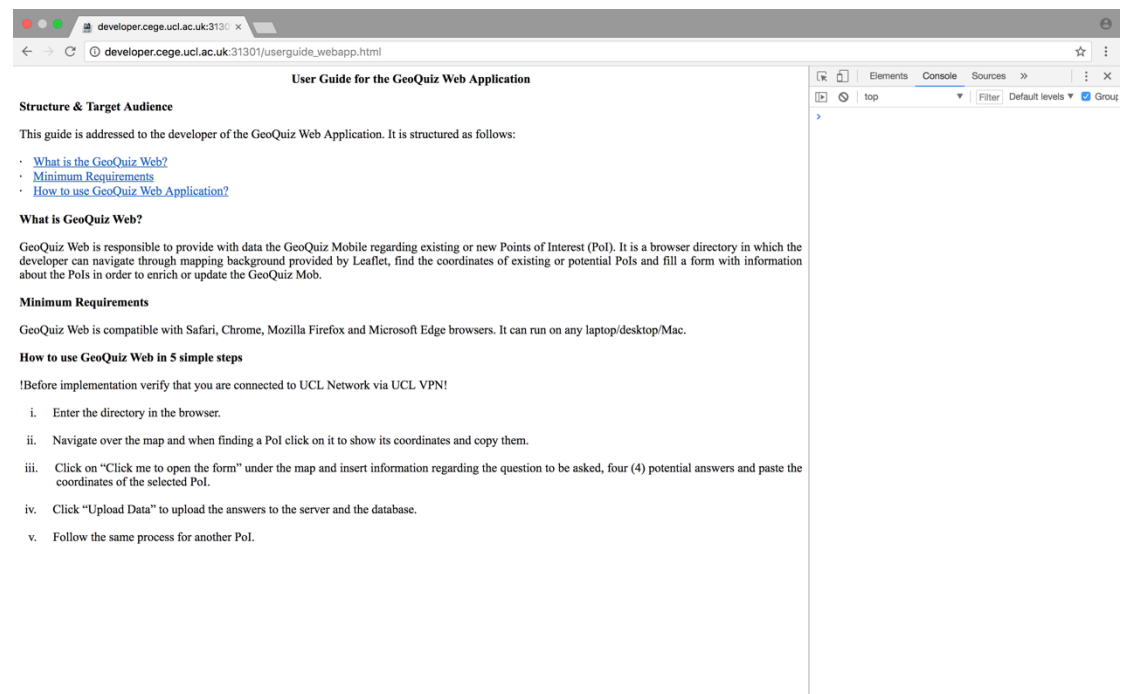 developer.cege.ucl.ac.uk:3130
developer.cege.ucl.ac.uk:31301/userguide_webapp.html
User Guide for the GeoQuiz Web Application
Structure & Target Audience
This guide is addressed to the developer of the GeoQuiz Web Application. It is structured as follows:
· What is the GeoQuiz Web?
· Minimum Requirements
· How to use GeoQuiz Web Application?
What is GeoQuiz Web?
GeoQuiz Web is responsible to provide with data the GeoQuiz Mobile regarding existing or new Points of Interest (PoI). It is a browser directory in which the
developer can navigate through mapping background provided by Leaflet, find the coordinates of existing or potential PoIs and fill a form with information
about the PoIs in order to enrich or update the GeoQuiz Mob.
Minimum Requirements
GeoQuiz Web is compatible with Safari, Chrome, Mozilla Firefox and Microsoft Edge browsers. It can run on any laptop/desktop/Mac.
How to use GeoQuiz Web in 5 simple steps
!Before implementation verify that you are connected to UCL Network via UCL VPN!
i. Enter the directory in the browser.
ii. Navigate over the map and when finding a PoI click on it to show its coordinates and copy them.
iii. Click on “Click me to open the form” under the map and insert information regarding the question to be asked, four (4) potential answers and paste the
coordinates of the selected PoI.
iv. Click “Upload Data” to upload the answers to the server and the database.
v. Follow the same process for another PoI.
Elements Console Sources »
top Filter Default levels Group